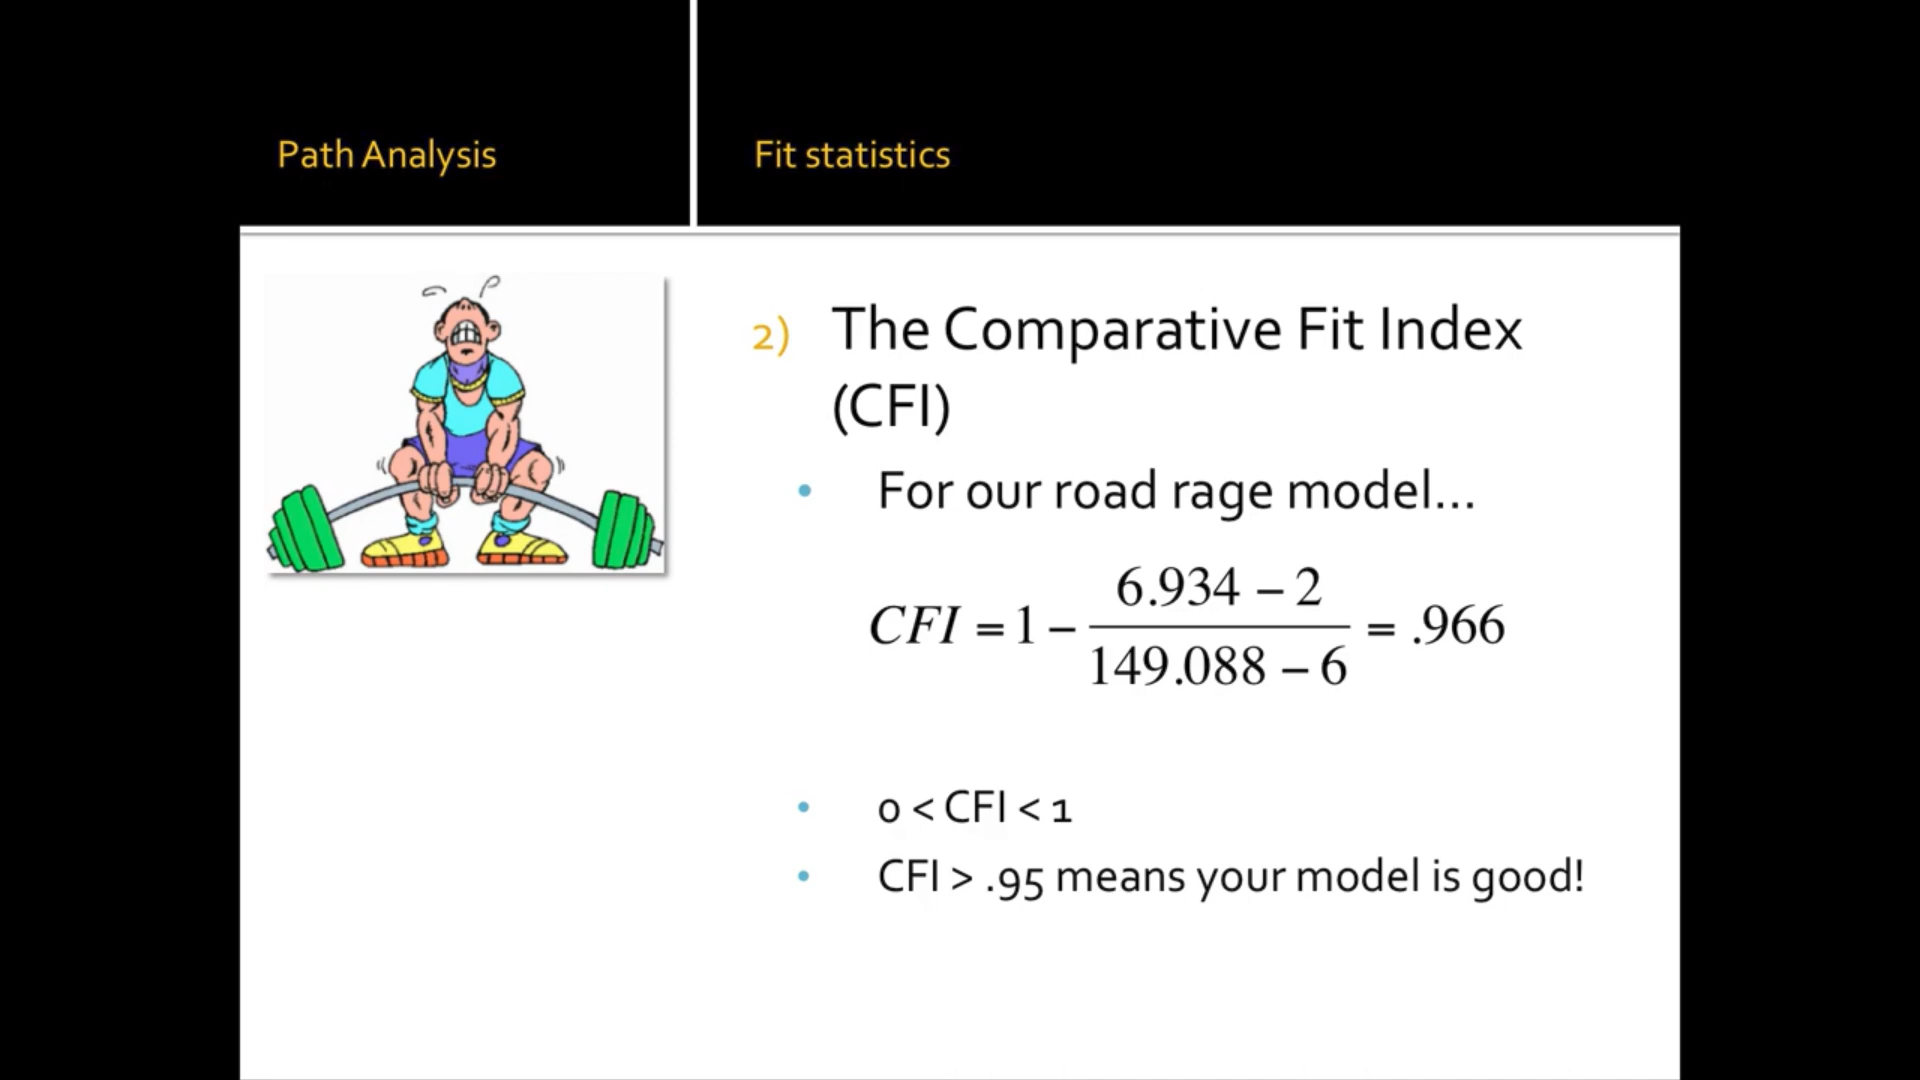 Path Analysis
Fit statistics
2) The Comparative Fit Index
(CFI)
• For our road rage model...
CFI = 1 − (6.934 − 2) / (149.088 − 6) = .966
• 0 < CFI < 1
• CFI > .95 means your model is good!